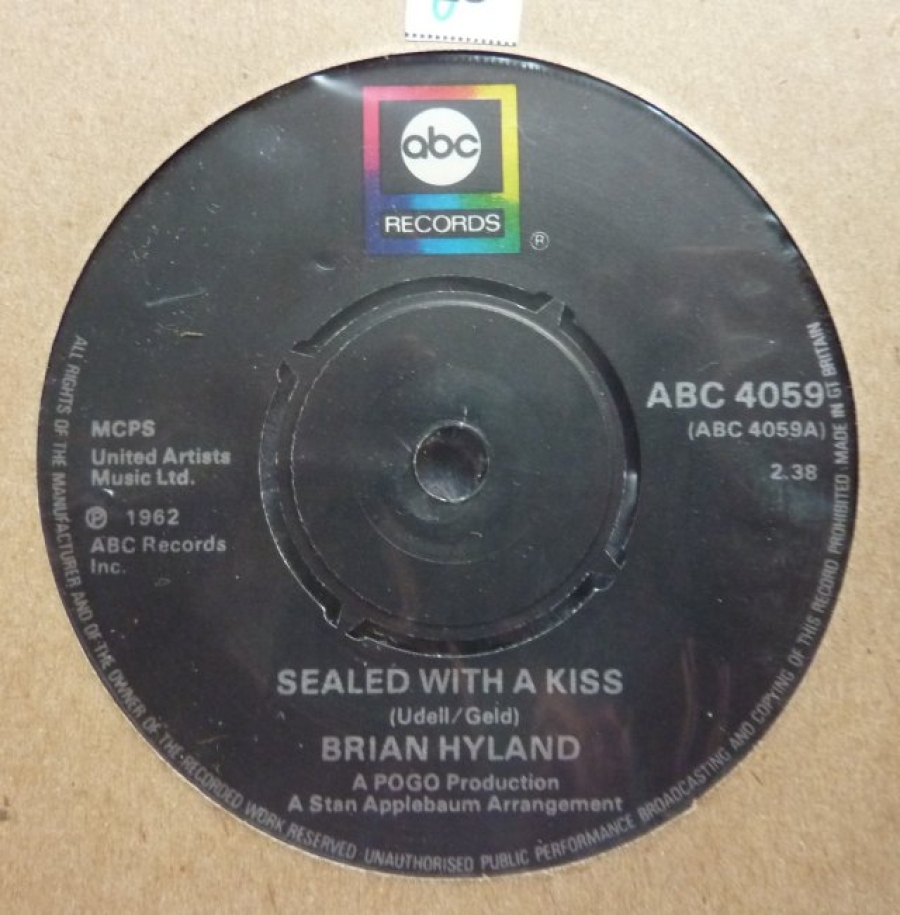 abc
RECORDS
®
ABC 4059
(ABC 4059A)
2.38
MCPS
United Artists
Music Ltd.
℗ 1962
ABC Records
Inc.
SEALED WITH A KISS
(Udell/Geld)
BRIAN HYLAND
A POGO Production
A Stan Applebaum Arrangement
ALL RIGHTS OF THE MANUFACTURER AND OF THE OWNER OF THE RECORDED WORK RESERVED UNAUTHORISED PUBLIC PERFORMANCE BROADCASTING AND COPYING OF THIS RECORD PROHIBITED. MADE IN GT BRITAIN